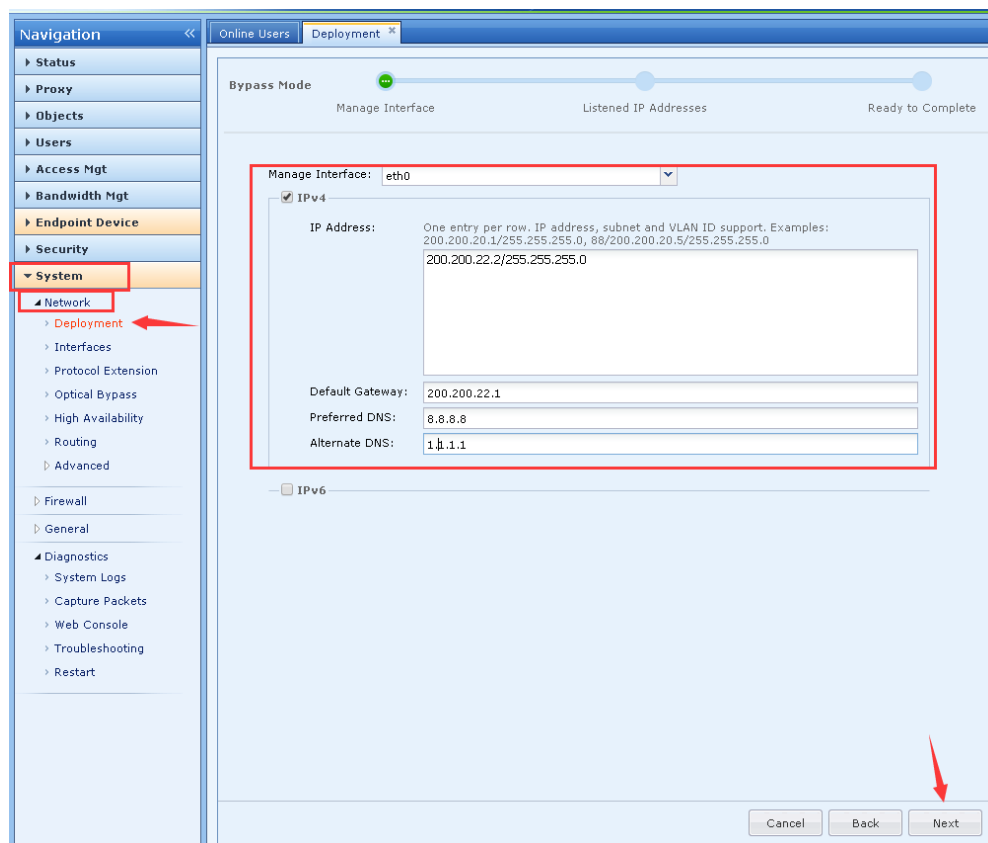 Navigation
Online Users
Deployment
Status
Proxy
Objects
Users
Access Mgt
Bandwidth Mgt
Endpoint Device
Security
System
Network
Deployment
Interfaces
Protocol Extension
Optical Bypass
High Availability
Routing
Advanced
Firewall
General
Diagnostics
System Logs
Capture Packets
Web Console
Troubleshooting
Restart
Bypass Mode
Manage Interface
Listened IP Addresses
Ready to Complete
Manage Interface: eth0
IPv4
IP Address: One entry per row. IP address, subnet and VLAN ID support. Examples:
200.200.20.1/255.255.255.0, 88/200.200.20.5/255.255.255.0
200.200.22.2/255.255.255.0
Default Gateway: 200.200.22.1
Preferred DNS: 8.8.8.8
Alternate DNS: 1.1.1.1
IPv6
Cancel
Back
Next